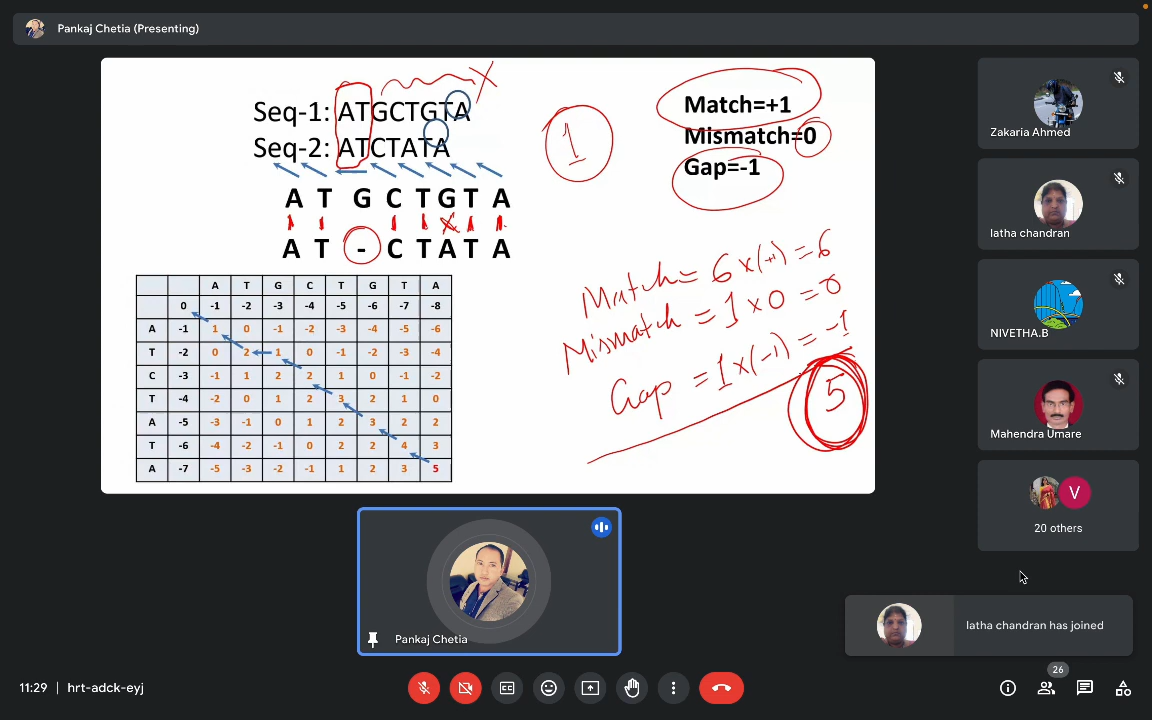 Pankaj Chetia (Presenting)
Seq-1: ATGCTGTA
Seq-2: ATCTATA
A T G C T G T A
A T - C T A T A
1
Match=+1
Mismatch=0
Gap=-1
Match = 6 x (+1) = 6
Mismatch = 1 x 0 = 0
Gap = 1 x (-1) = -1
5
A T G C T G T A
0 -1 -2 -3 -4 -5 -6 -7 -8
A -1 1 0 -1 -2 -3 -4 -5 -6
T -2 0 2 1 0 -1 -2 -3 -4
C -3 -1 1 2 2 1 0 -1 -2
T -4 -2 0 1 2 3 2 1 0
A -5 -3 -1 0 1 2 3 2 2
T -6 -4 -2 -1 0 2 2 4 3
A -7 -5 -3 -2 -1 1 2 3 5
Zakaria Ahmed
latha chandran
NIVETHA.B
Mahendra Umare
V
20 others
Pankaj Chetia
latha chandran has joined
11:29 | hrt-adck-eyj
CC
26